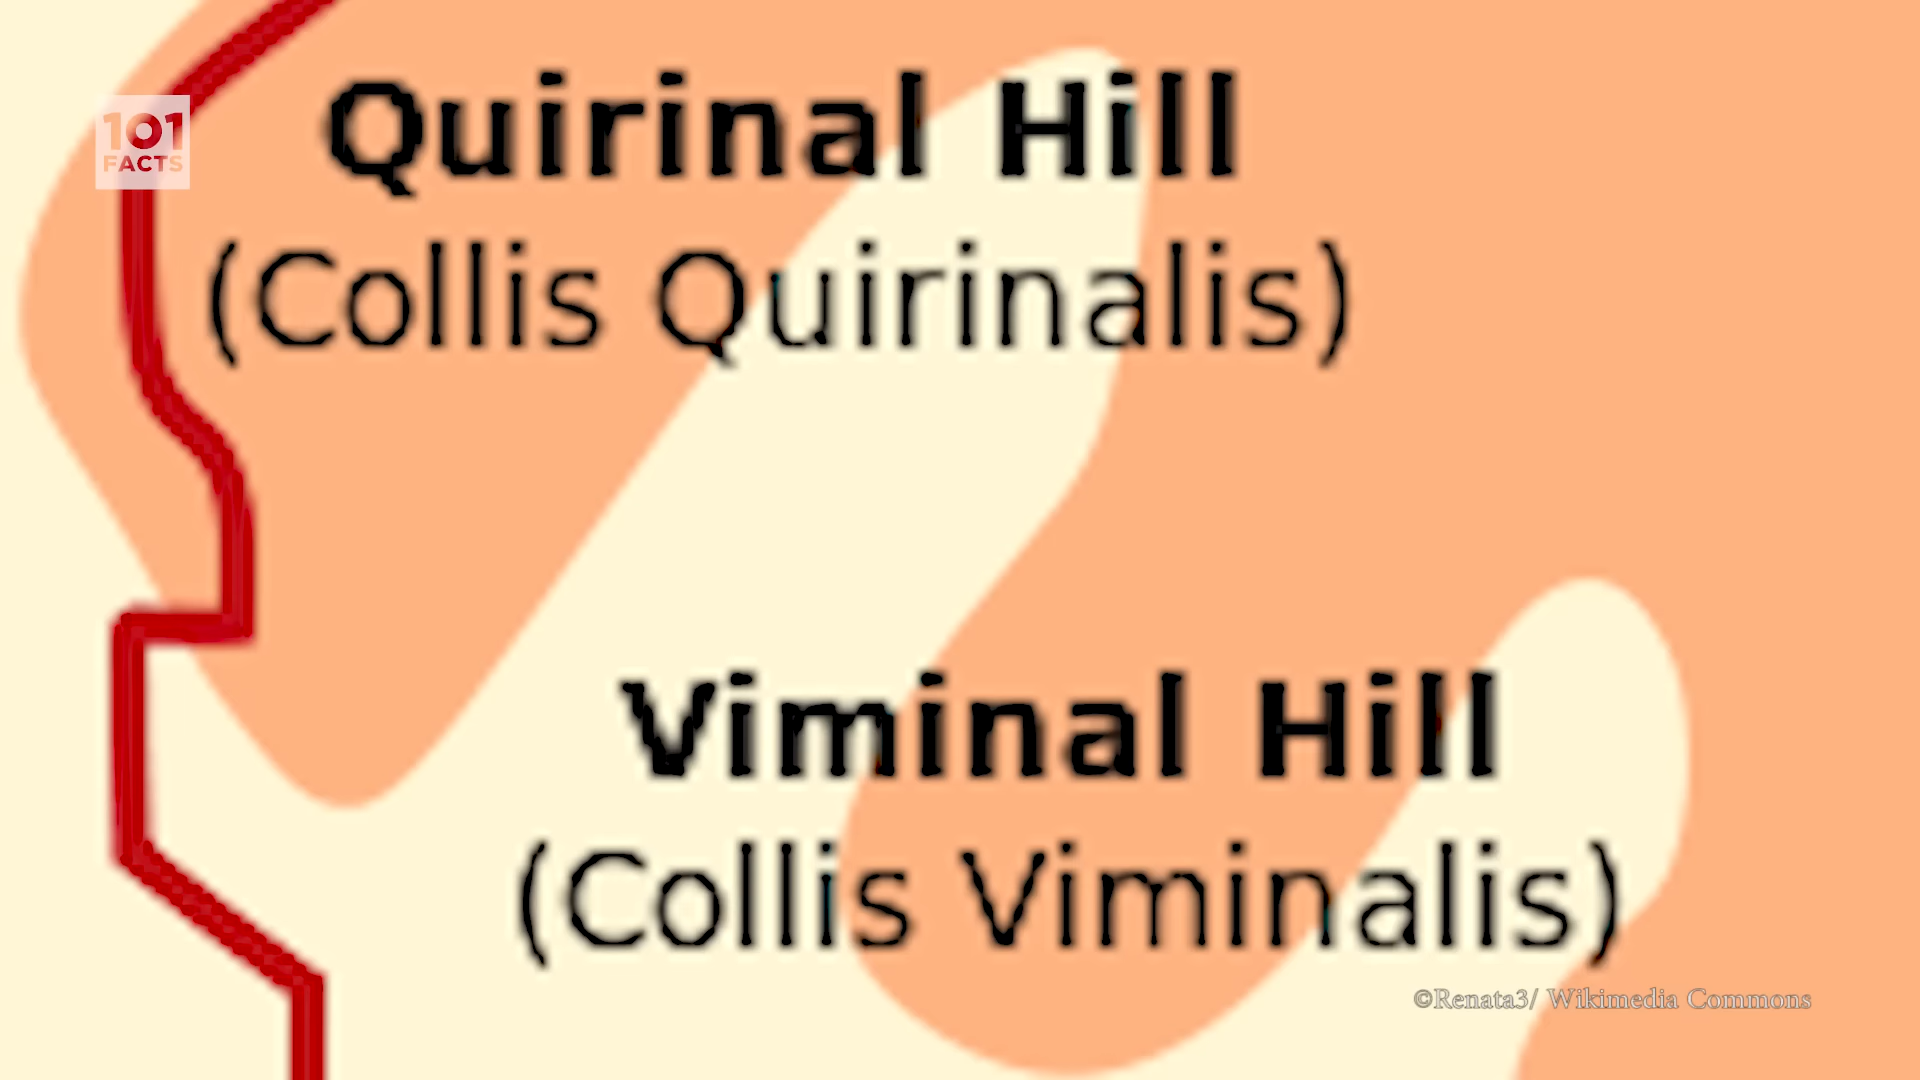 101
FACTS
Quirinal Hill
(Collis Quirinalis)
Viminal Hill
(Collis Viminalis)
©Renata3/ Wikimedia Commons